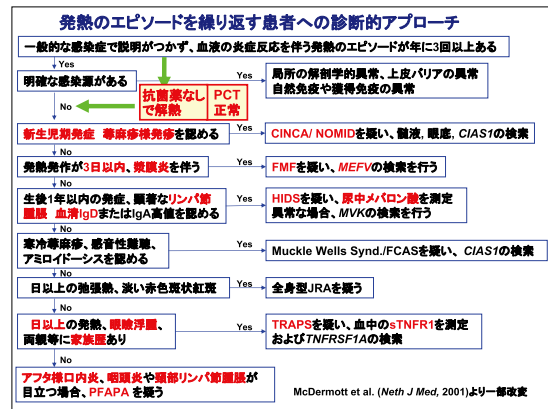 発熱のエピソードを繰り返す患者への診断的アプローチ
一般的な感染症で説明がつかず、血液の炎症反応を伴う発熱のエピソードが年に3回以上ある
Yes
明確な感染源がある
Yes
局所の解剖学的異常、上皮バリアの異常
自然免疫や獲得免疫の異常
No
抗菌薬なし
で解熱
PCT
正常
新生児期発症 蕁麻疹様発疹を認める
Yes
CINCA/ NOMIDを疑い、髄液、眼底、CIAS1の検索
No
発熱発作が3日以内、漿膜炎を伴う
Yes
FMFを疑い、MEFVの検索を行う
No
生後1年以内の発症、顕著なリンパ節
腫脹 血清IgDまたはIgA高値を認める
Yes
HIDSを疑い、尿中メバロン酸を測定
異常な場合、MVKの検索を行う
No
寒冷蕁麻疹、感音性難聴、
アミロイドーシスを認める
Yes
Muckle Wells Synd./FCASを疑い、CIAS1の検索
No
日以上の弛張熱、淡い赤色斑状紅斑
Yes
全身型JRAを疑う
No
日以上の発熱、眼瞼浮腫、
両親等に家族歴あり
Yes
TRAPSを疑い、血中のsTNFR1を測定
およびTNFRSF1Aの検索
No
アフタ様口内炎、咽頭炎や頸部リンパ節腫脹が
目立つ場合、PFAPA を疑う
McDermott et al. (Neth J Med, 2001)より一部改変